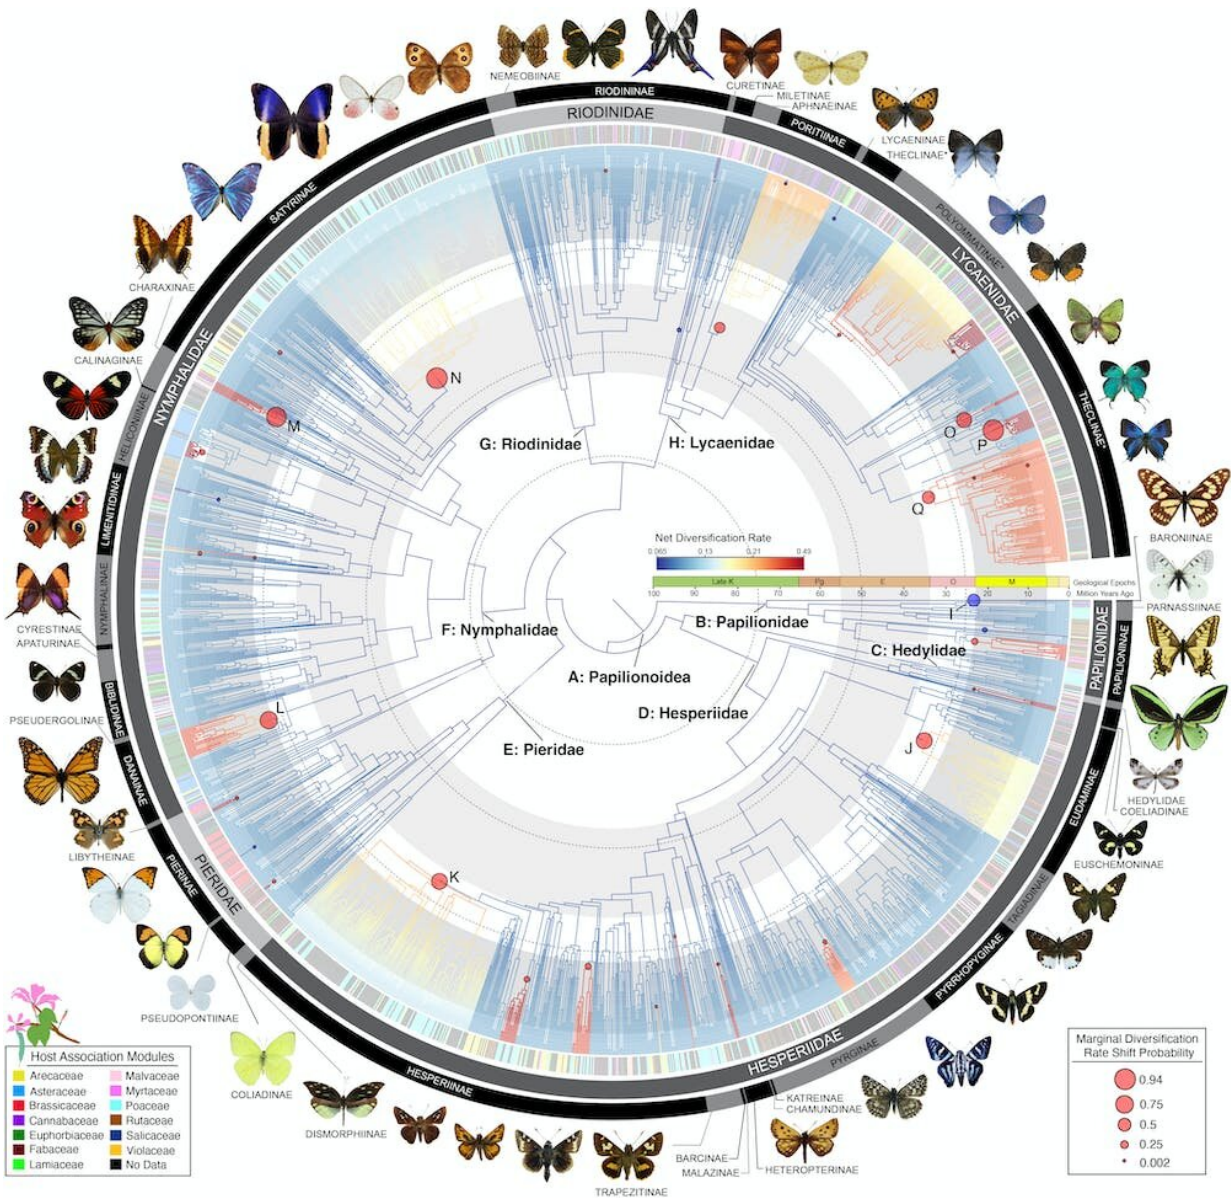 NEMEOBIINAE
RIODININAE
RIODINIDAE
CURETINAE
MILETINAE
APHNAEINAE
PORITIINAE
LYCAENINAE
THECLINAE*
POLYOMMATINAE*
LYCAENIDAE
THECLINAE*
SATYRINAE
CHARAXINAE
CALINAGINAE
NYMPHALIDAE
HELICONIINAE
LIMENITIDINAE
NYMPHALINAE
CYRESTINAE
APATURINAE
BIBLIDINAE
PSEUDERGOLINAE
DANAINAE
LIBYTHEINAE
PIERINAE
PIERIDAE
PSEUDOPONTIINAE
COLIADINAE
DISMORPHIINAE
HESPERIINAE
TRAPEZITINAE
BARCINAE
MALAZINAE
HETEROPTERINAE
KATREINAE
CHAMUNDINAE
HESPERIIDAE
PYRGINAE
PYRRHOPYGINAE
TAGIADINAE
EUSCHEMONINAE
EUDAMINAE
HEDYLIDAE
COELIADINAE
PAPILIONIDAE
PAPILIONINAE
PARNASSIINAE
BARONIINAE
N
M
L
K
J
I
O
P
Q
G: Riodinidae
H: Lycaenidae
F: Nymphalidae
B: Papilionidae
C: Hedylidae
A: Papilionoidea
D: Hesperiidae
E: Pieridae
Net Diversification Rate
0.065 0.13 0.21 0.49
Late K Pg E O M Geological Epochs
100 90 80 70 60 50 40 30 20 10 0 Million Years Ago
Host Association Modules
Arecaceae Malvaceae
Asteraceae Myrtaceae
Brassicaceae Poaceae
Cannabaceae Rutaceae
Euphorbiaceae Salicaceae
Fabaceae Violaceae
Lamiaceae No Data
Marginal Diversification
Rate Shift Probability
0.94
0.75
0.5
0.25
0.002